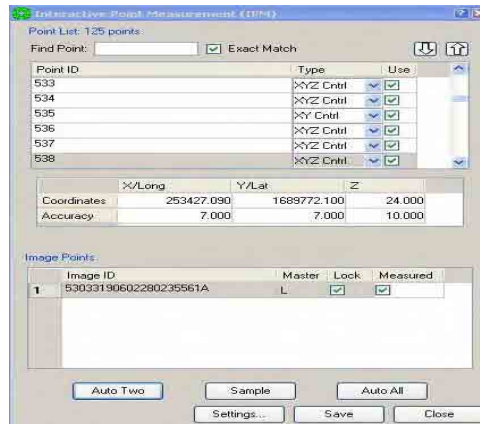 Interactive Point Measurement (IPM)
Point List: 125 points
Find Point: Exact Match
Point ID Type Use
533 XYZ Cntrl
534 XYZ Cntrl
535 XY Cntrl
536 XYZ Cntrl
537 XYZ Cntrl
538 XYZ Cntrl
X/Long Y/Lat Z
Coordinates 253427.090 1689772.100 24.000
Accuracy 7.000 7.000 10.000
Image Points
Image ID Master Lock Measured
1 53033190602280235561A L
Auto Two Sample Auto All
Settings... Save Close